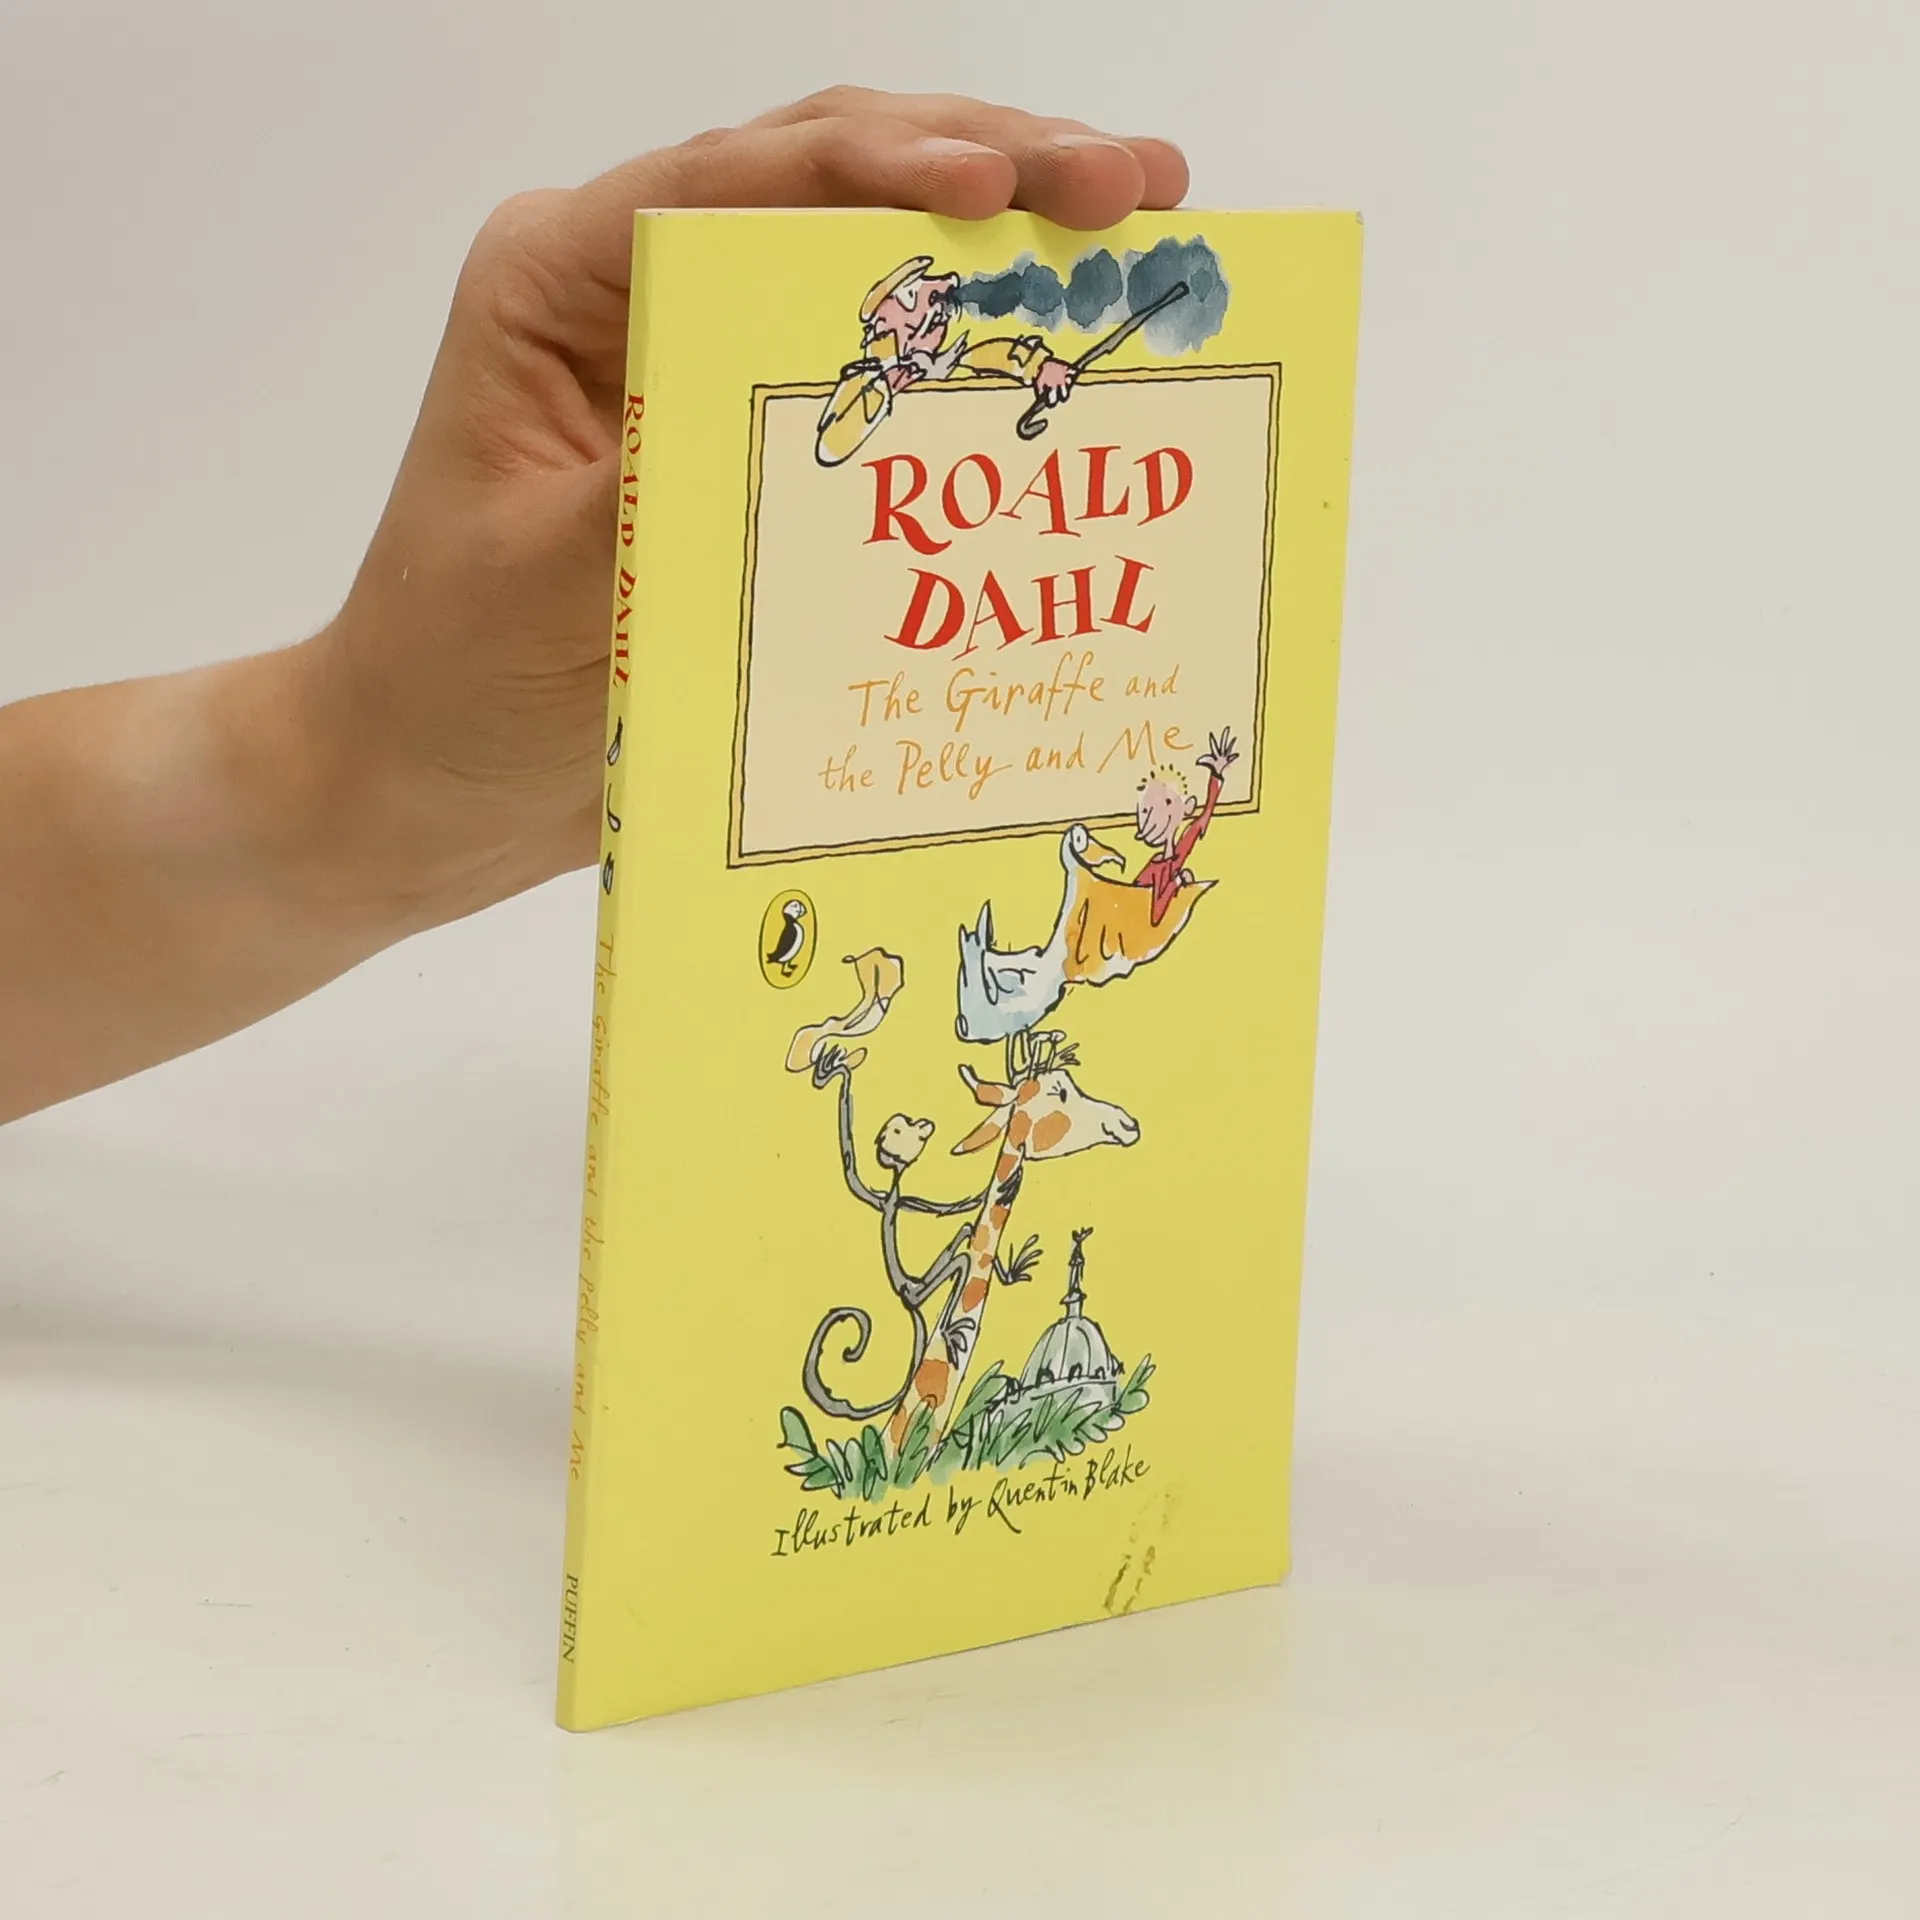 ROALD
DAHL
The Giraffe and
the Pelly and Me
Illustrated by Quentin Blake
ROALD DAHL
The Giraffe and the Pelly and Me
PUFFIN